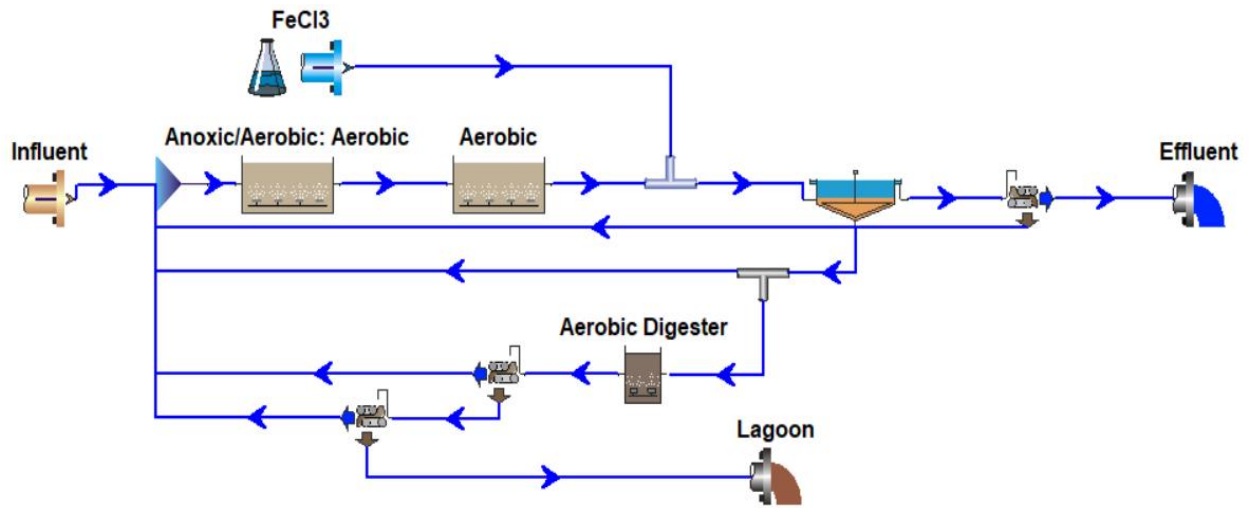 FeCl3
Anoxic/Aerobic: Aerobic
Aerobic
Influent
Effluent
Aerobic Digester
Lagoon